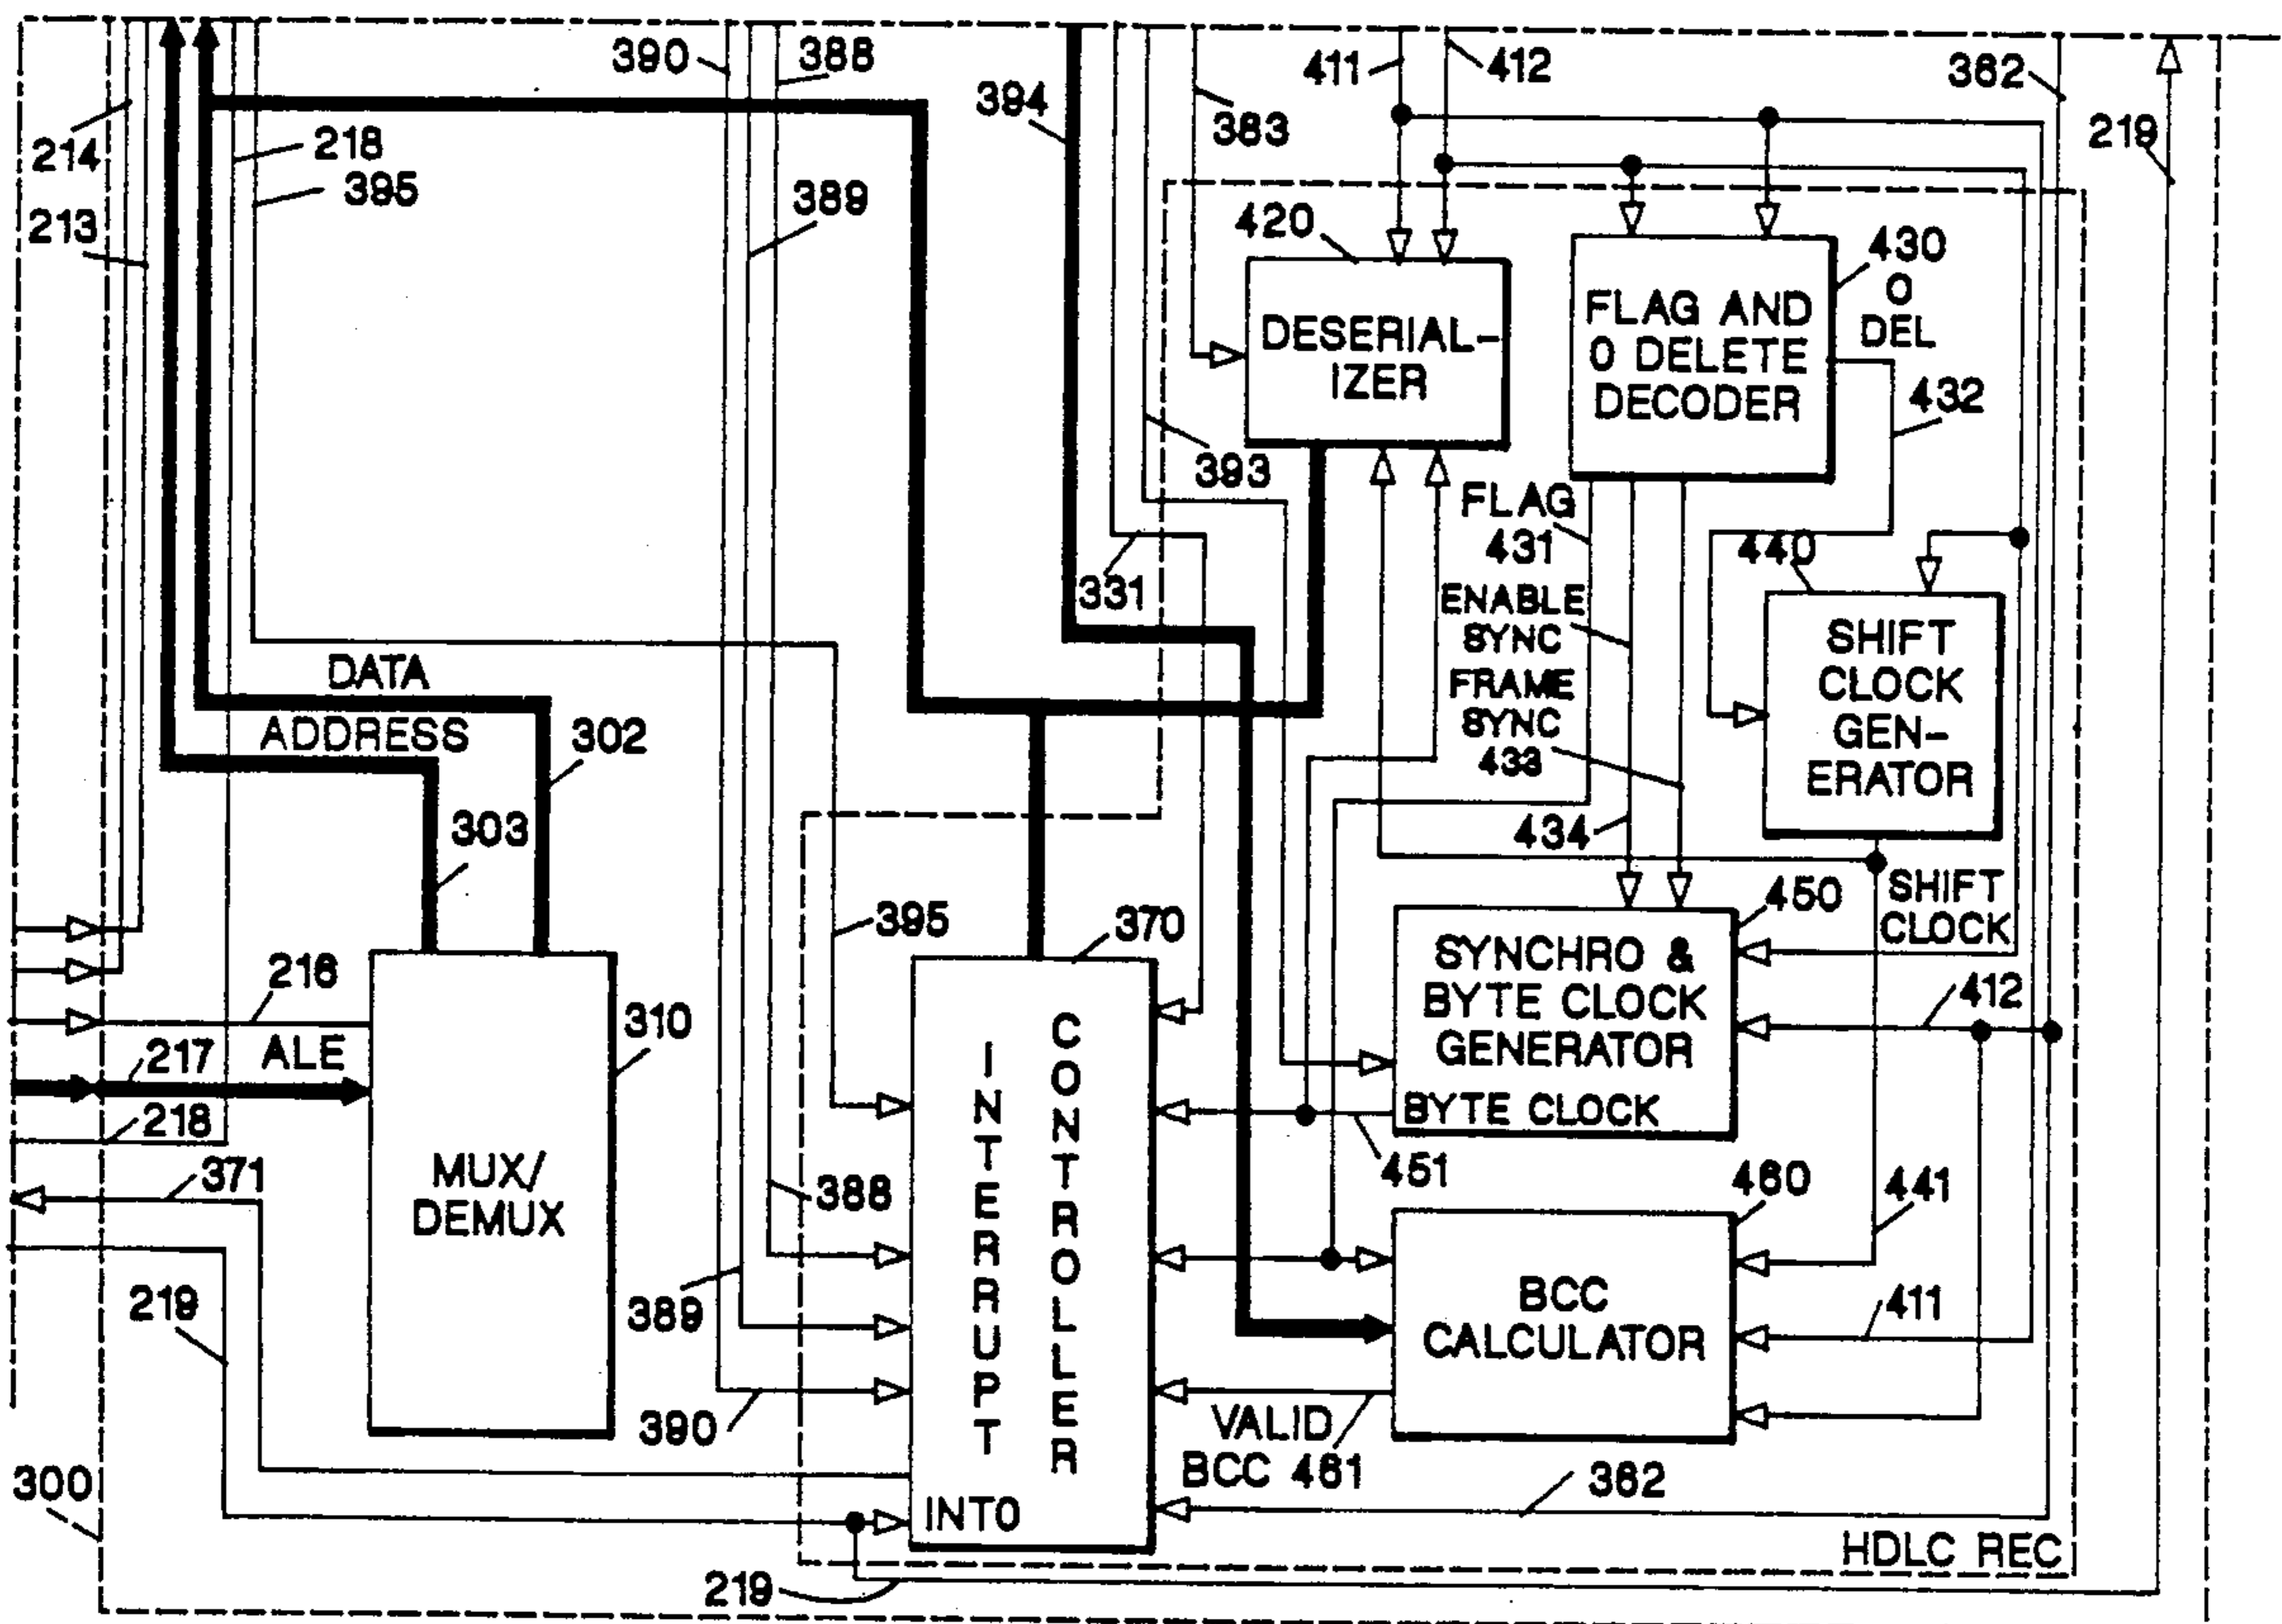 390
388
411
412
362
394
383
219
214
218
395
213
389
420
430
0
DEL
DESERIAL-
IZER
FLAG AND
0 DELETE
DECODER
432
393
FLAG
431
440
331
ENABLE
SYNC
FRAME
SYNC
433
SHIFT
CLOCK
GEN-
ERATOR
DATA
ADDRESS
302
303
434
SHIFT
CLOCK
395
370
450
SYNCHRO &
BYTE CLOCK
GENERATOR
BYTE CLOCK
412
216
310
217
ALE
218
371
MUX/
DEMUX
INTERRUPT
CONTROLLER
451
388
460
441
219
389
BCC
CALCULATOR
411
390
VALID
BCC 461
300
362
INTO
HDLC REC
219